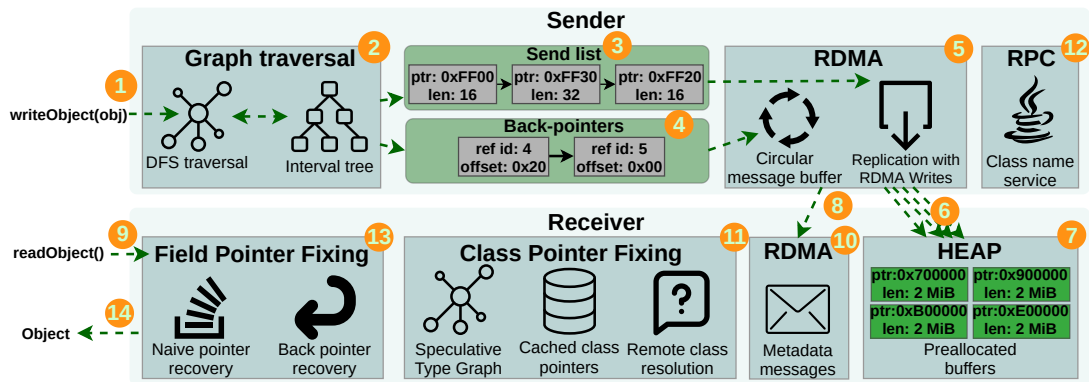 Sender
1
writeObject(obj)
Graph traversal
2
DFS traversal
Interval tree
Send list
3
ptr: 0xFF00
len: 16
ptr: 0xFF30
len: 32
ptr: 0xFF20
len: 16
Back-pointers
4
ref id: 4
offset: 0x20
ref id: 5
offset: 0x00
RDMA
5
Circular
message buffer
Replication with
RDMA Writes
RPC
12
Class name
service
8
6
Receiver
9
readObject()
14
Object
Field Pointer Fixing
13
Naive pointer
recovery
Back pointer
recovery
Class Pointer Fixing
11
Speculative
Type Graph
Cached class
pointers
Remote class
resolution
RDMA
10
Metadata
messages
HEAP
7
ptr:0x700000
len: 2 MiB
ptr:0x900000
len: 2 MiB
ptr:0xB00000
len: 2 MiB
ptr:0xE00000
len: 2 MiB
Preallocated
buffers